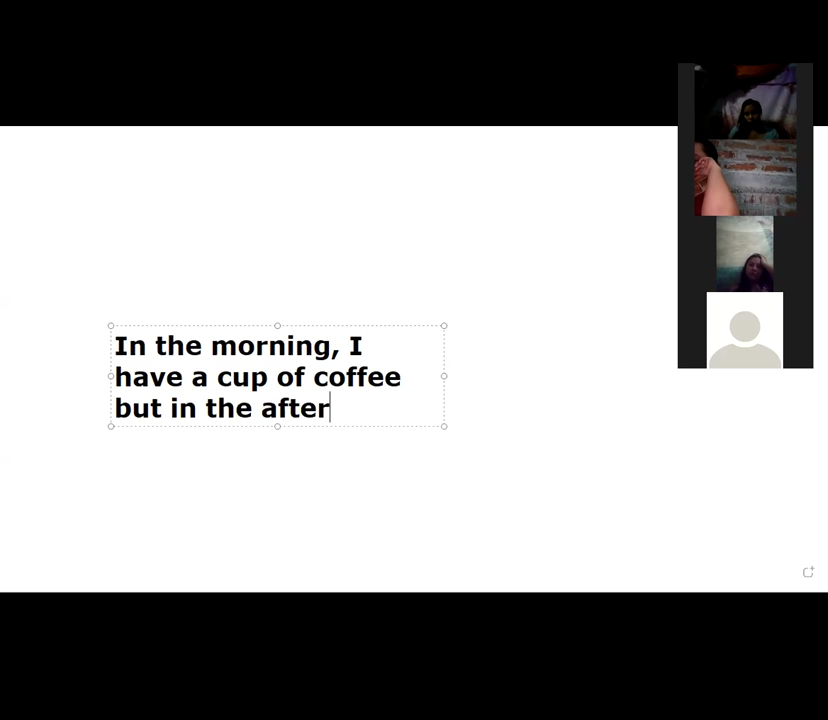 In the morning, I
have a cup of coffee
but in the after